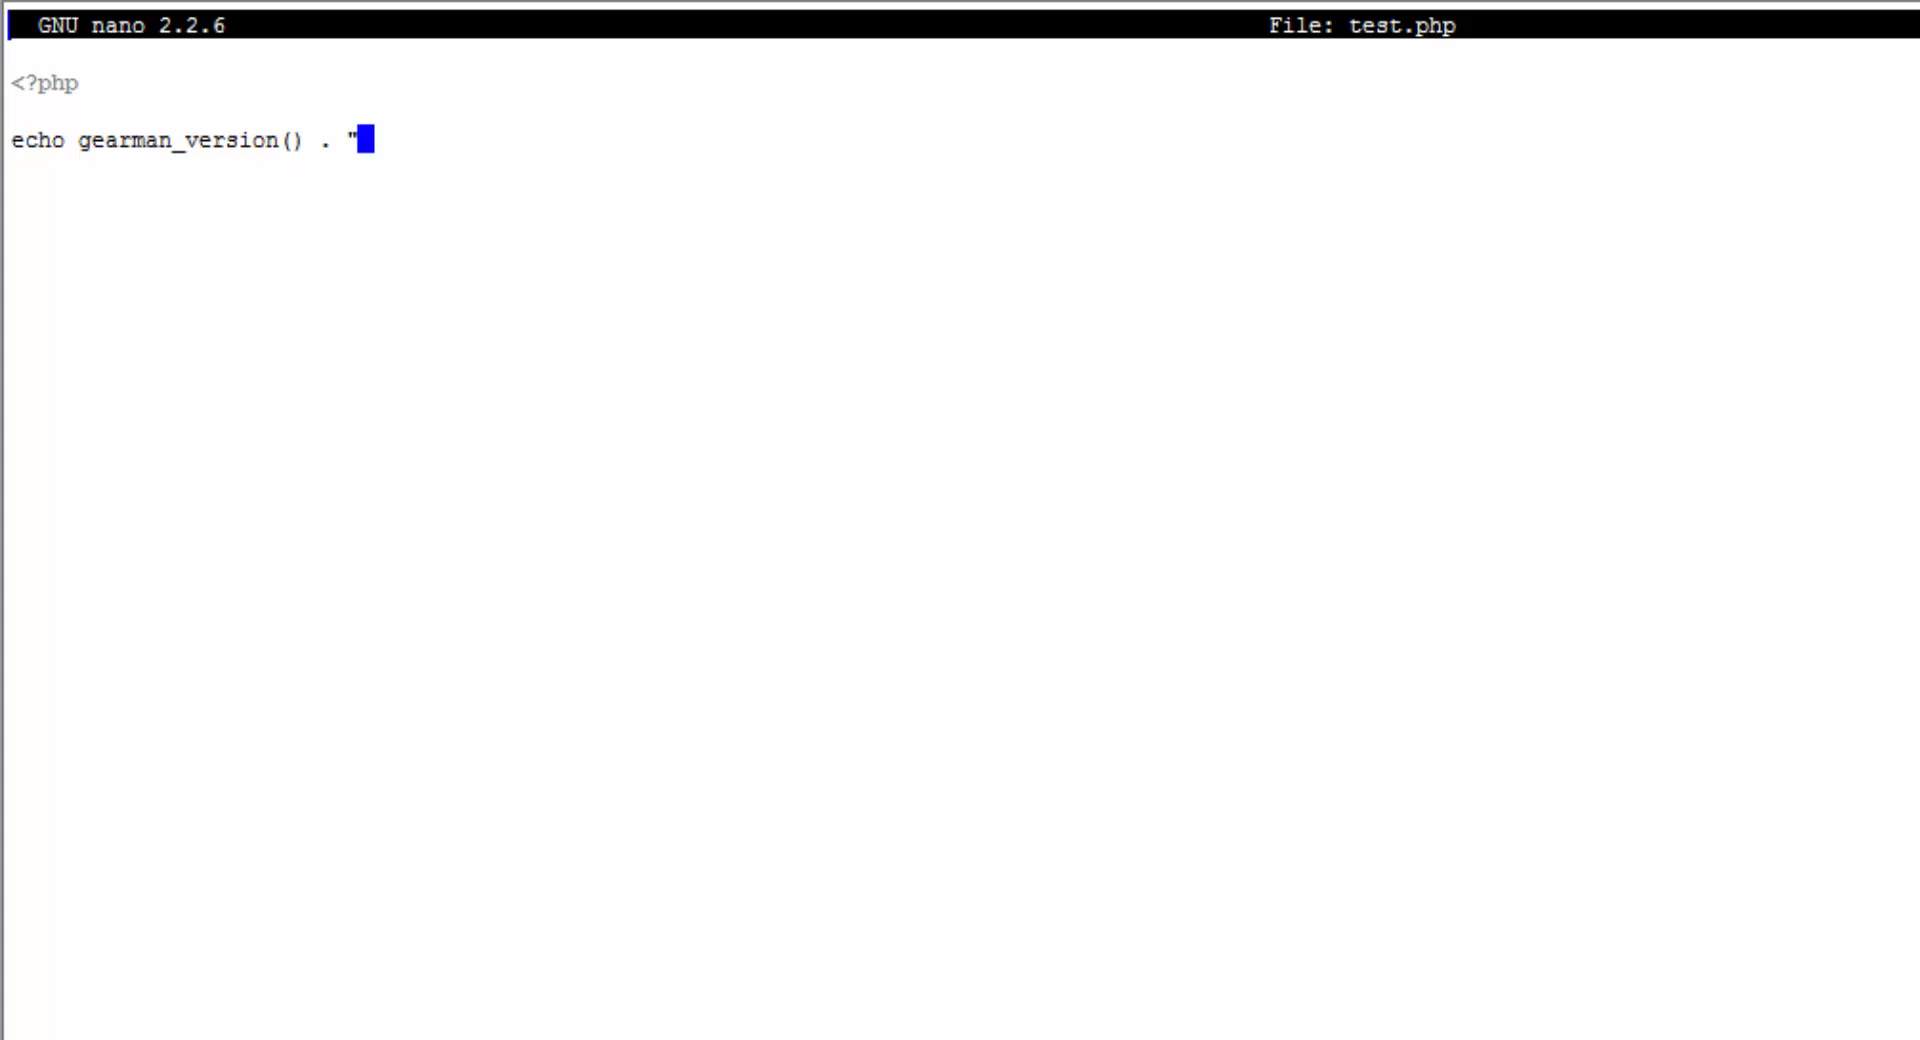 GNU nano 2.2.6 File: test.php
<?php
echo gearman_version() . "